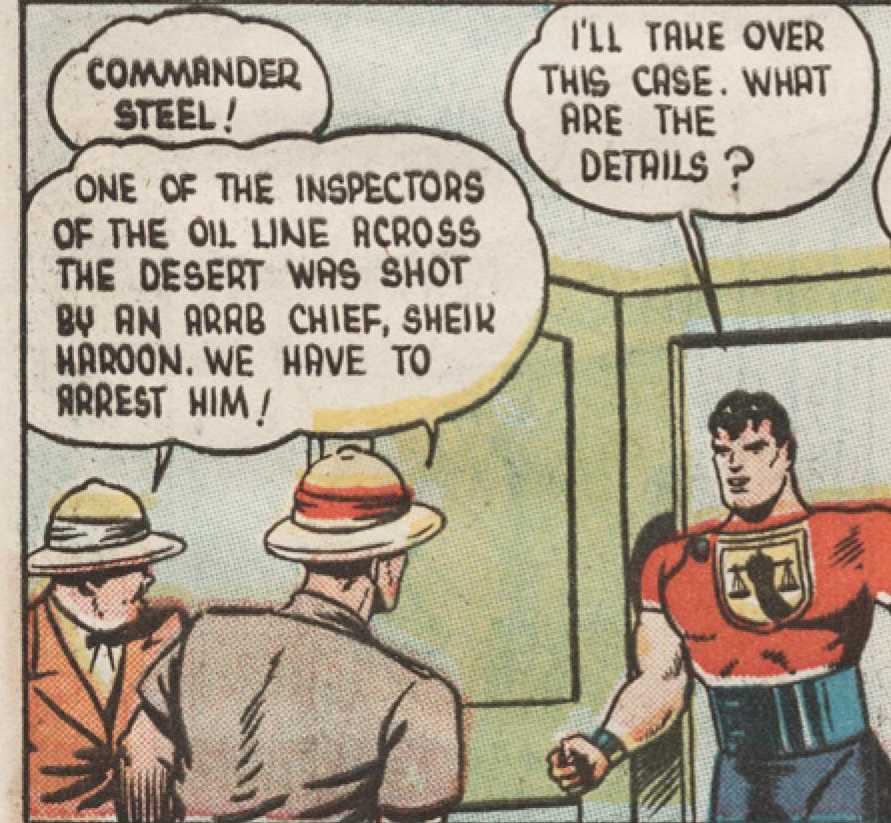 COMMANDER
STEEL!
ONE OF THE INSPECTORS
OF THE OIL LINE ACROSS
THE DESERT WAS SHOT
BY AN ARAB CHIEF, SHEIK
HAROON. WE HAVE TO
ARREST HIM!
I'LL TAKE OVER
THIS CASE. WHAT
ARE THE
DETAILS?